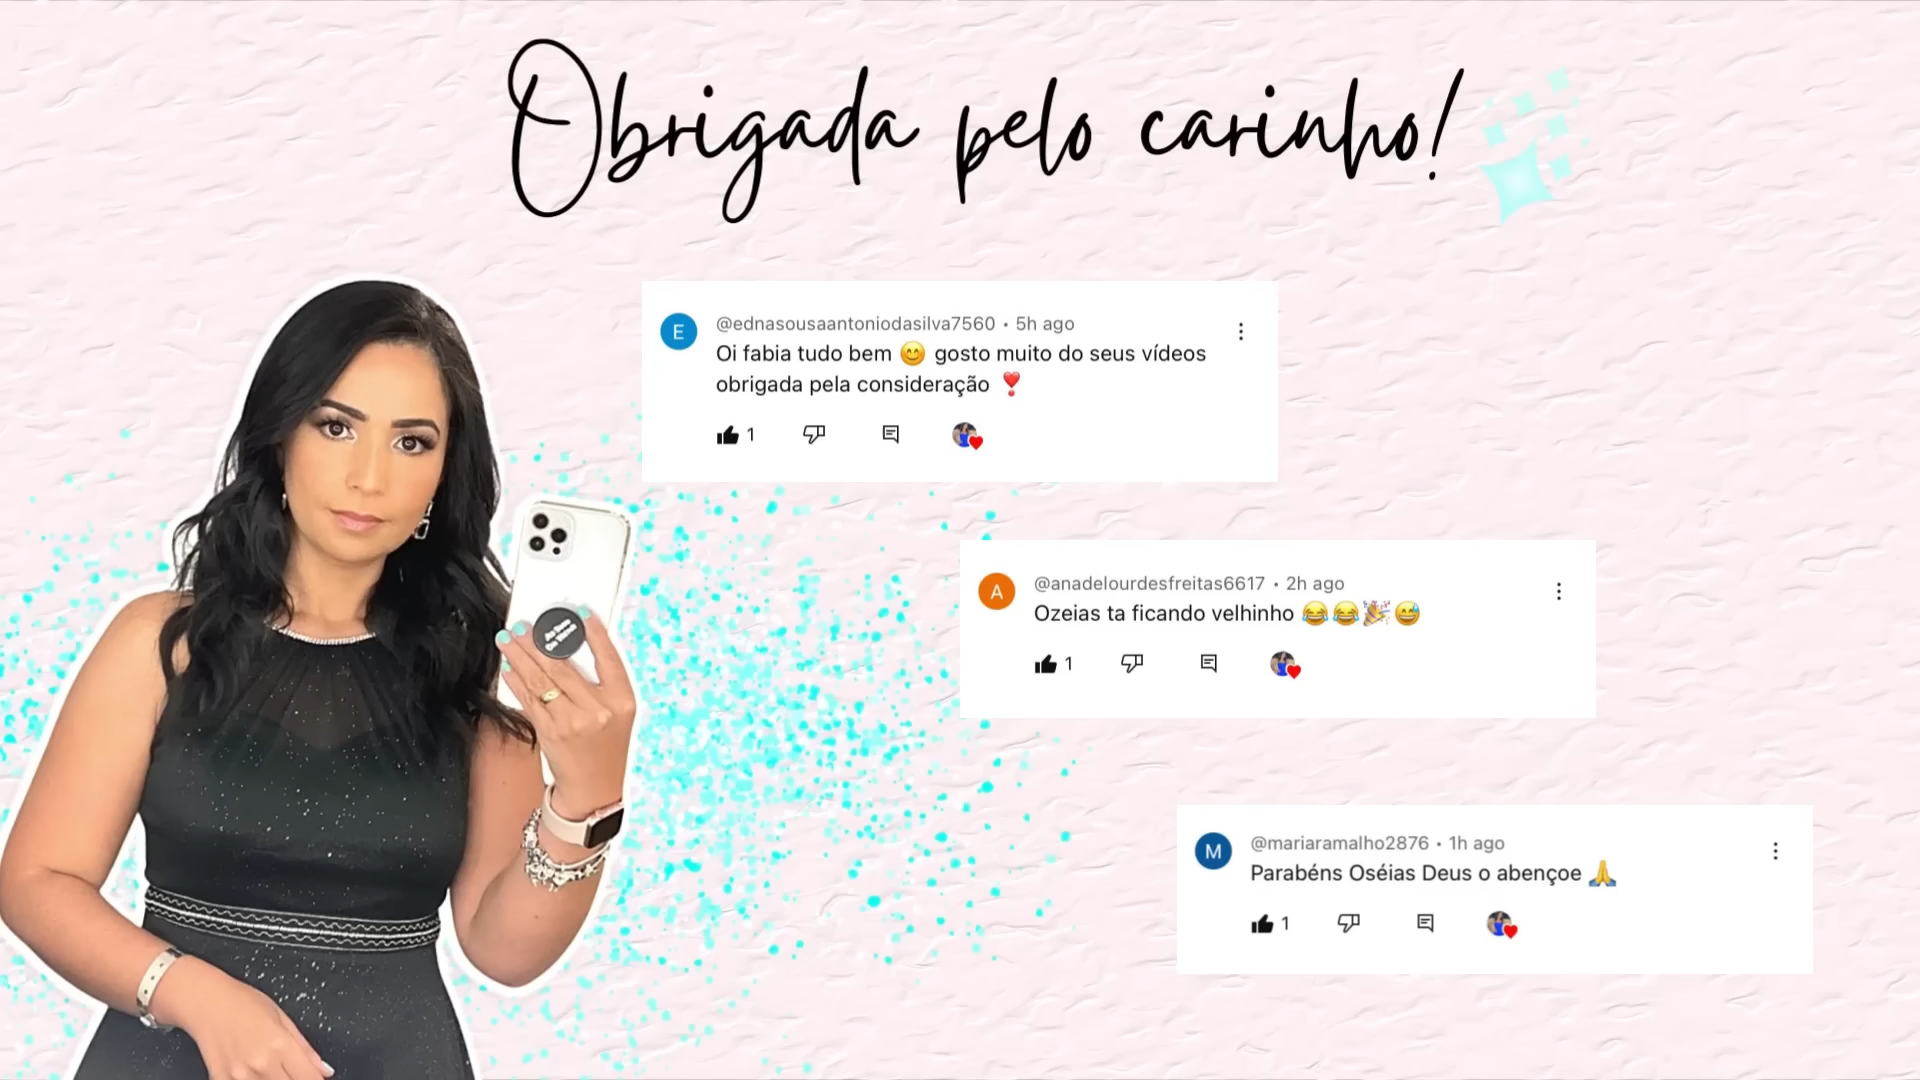 Obrigada pelo carinho!
E
@ednasousaantoniodasilva7560 • 5h ago
Oi fabia tudo bem 😊 gosto muito do seus vídeos
obrigada pela consideração ❣️
1
A
@anadelourdesfreitas6617 • 2h ago
Ozeias ta ficando velhinho 😂😂🎉😅
1
M
@mariaramalho2876 • 1h ago
Parabéns Oséias Deus o abençoe 🙏
1